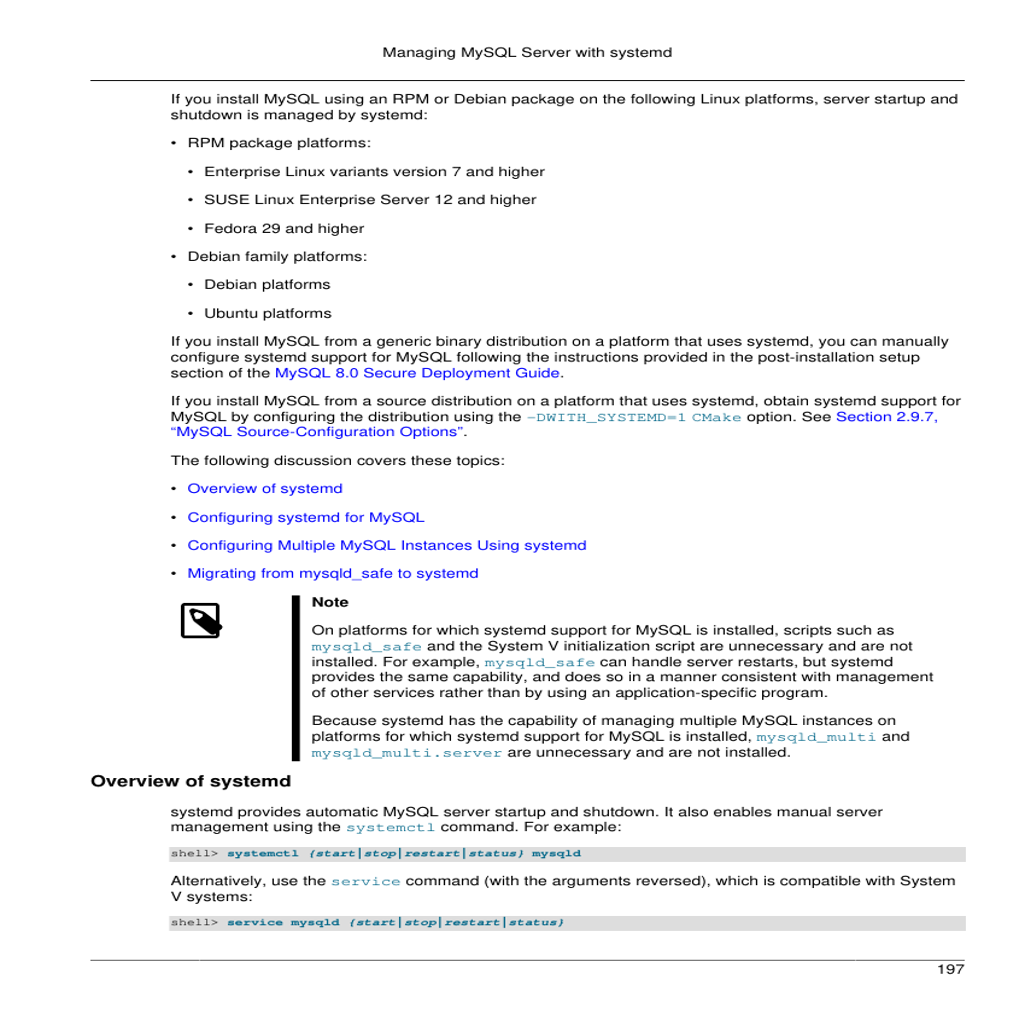 Managing MySQL Server with systemd
If you install MySQL using an RPM or Debian package on the following Linux platforms, server startup and
shutdown is managed by systemd:
• RPM package platforms:
• Enterprise Linux variants version 7 and higher
• SUSE Linux Enterprise Server 12 and higher
• Fedora 29 and higher
• Debian family platforms:
• Debian platforms
• Ubuntu platforms
If you install MySQL from a generic binary distribution on a platform that uses systemd, you can manually
configure systemd support for MySQL following the instructions provided in the post-installation setup
section of the MySQL 8.0 Secure Deployment Guide.
If you install MySQL from a source distribution on a platform that uses systemd, obtain systemd support for
MySQL by configuring the distribution using the -DWITH_SYSTEMD=1 CMake option. See Section 2.9.7,
“MySQL Source-Configuration Options”.
The following discussion covers these topics:
• Overview of systemd
• Configuring systemd for MySQL
• Configuring Multiple MySQL Instances Using systemd
• Migrating from mysqld_safe to systemd
Note
On platforms for which systemd support for MySQL is installed, scripts such as
mysqld_safe and the System V initialization script are unnecessary and are not
installed. For example, mysqld_safe can handle server restarts, but systemd
provides the same capability, and does so in a manner consistent with management
of other services rather than by using an application-specific program.
Because systemd has the capability of managing multiple MySQL instances on
platforms for which systemd support for MySQL is installed, mysqld_multi and
mysqld_multi.server are unnecessary and are not installed.
Overview of systemd
systemd provides automatic MySQL server startup and shutdown. It also enables manual server
management using the systemctl command. For example:
shell> systemctl {start|stop|restart|status} mysqld
Alternatively, use the service command (with the arguments reversed), which is compatible with System
V systems:
shell> service mysqld {start|stop|restart|status}
197